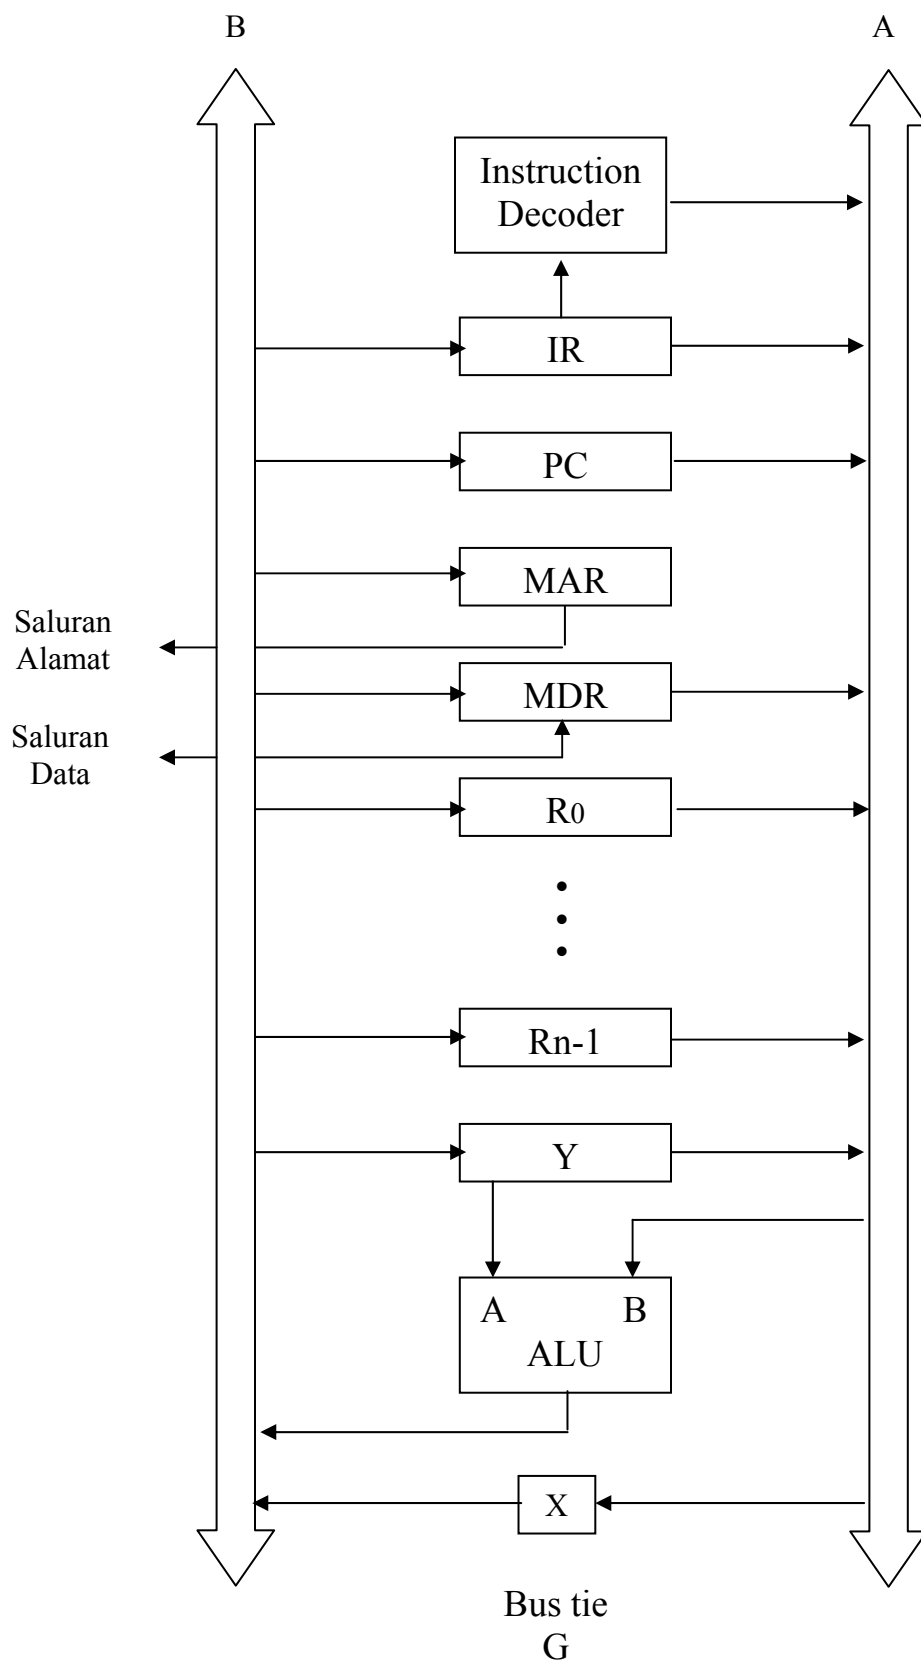 B
A
Instruction
Decoder
IR
PC
MAR
Saluran
Alamat
MDR
Saluran
Data
R0
Rn-1
Y
A B
ALU
X
Bus tie
G